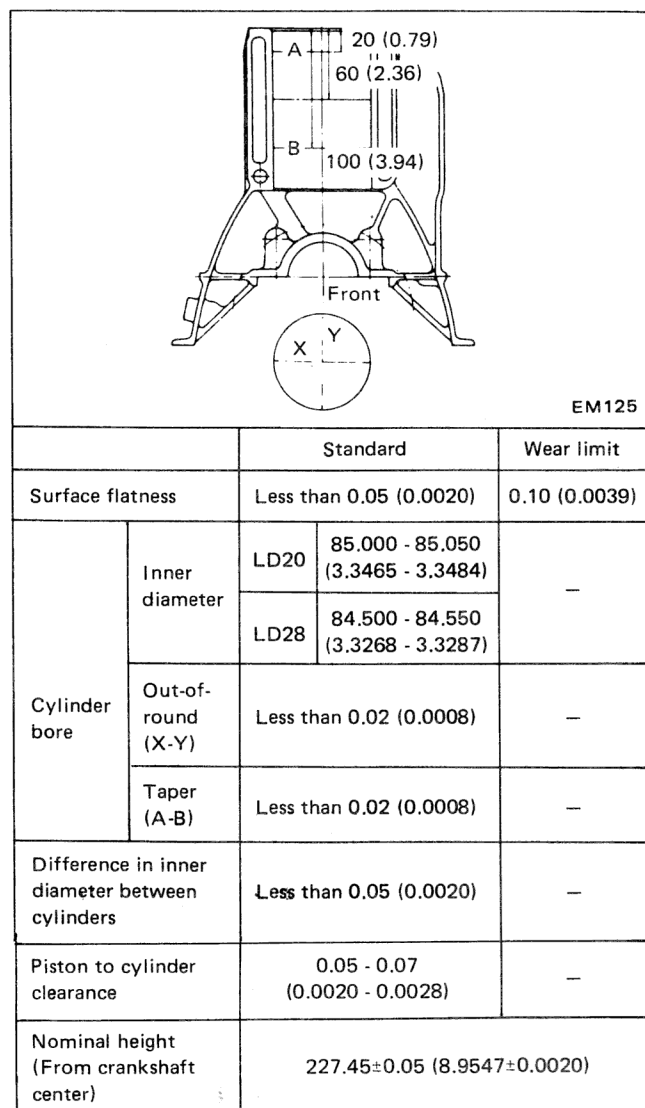 20 (0.79)
A
60 (2.36)
B
100 (3.94)
Front
X Y
EM125
Standard Wear limit
Surface flatness Less than 0.05 (0.0020) 0.10 (0.0039)
Cylinder bore
Inner diameter
LD20 85.000 - 85.050
(3.3465 - 3.3484)
–
LD28 84.500 - 84.550
(3.3268 - 3.3287)
Out-of-
round
(X-Y)
Less than 0.02 (0.0008) –
Taper
(A-B)
Less than 0.02 (0.0008) –
Difference in inner
diameter between
cylinders
Less than 0.05 (0.0020) –
Piston to cylinder
clearance
0.05 - 0.07
(0.0020 - 0.0028)
–
Nominal height
(From crankshaft
center)
227.45±0.05 (8.9547±0.0020)